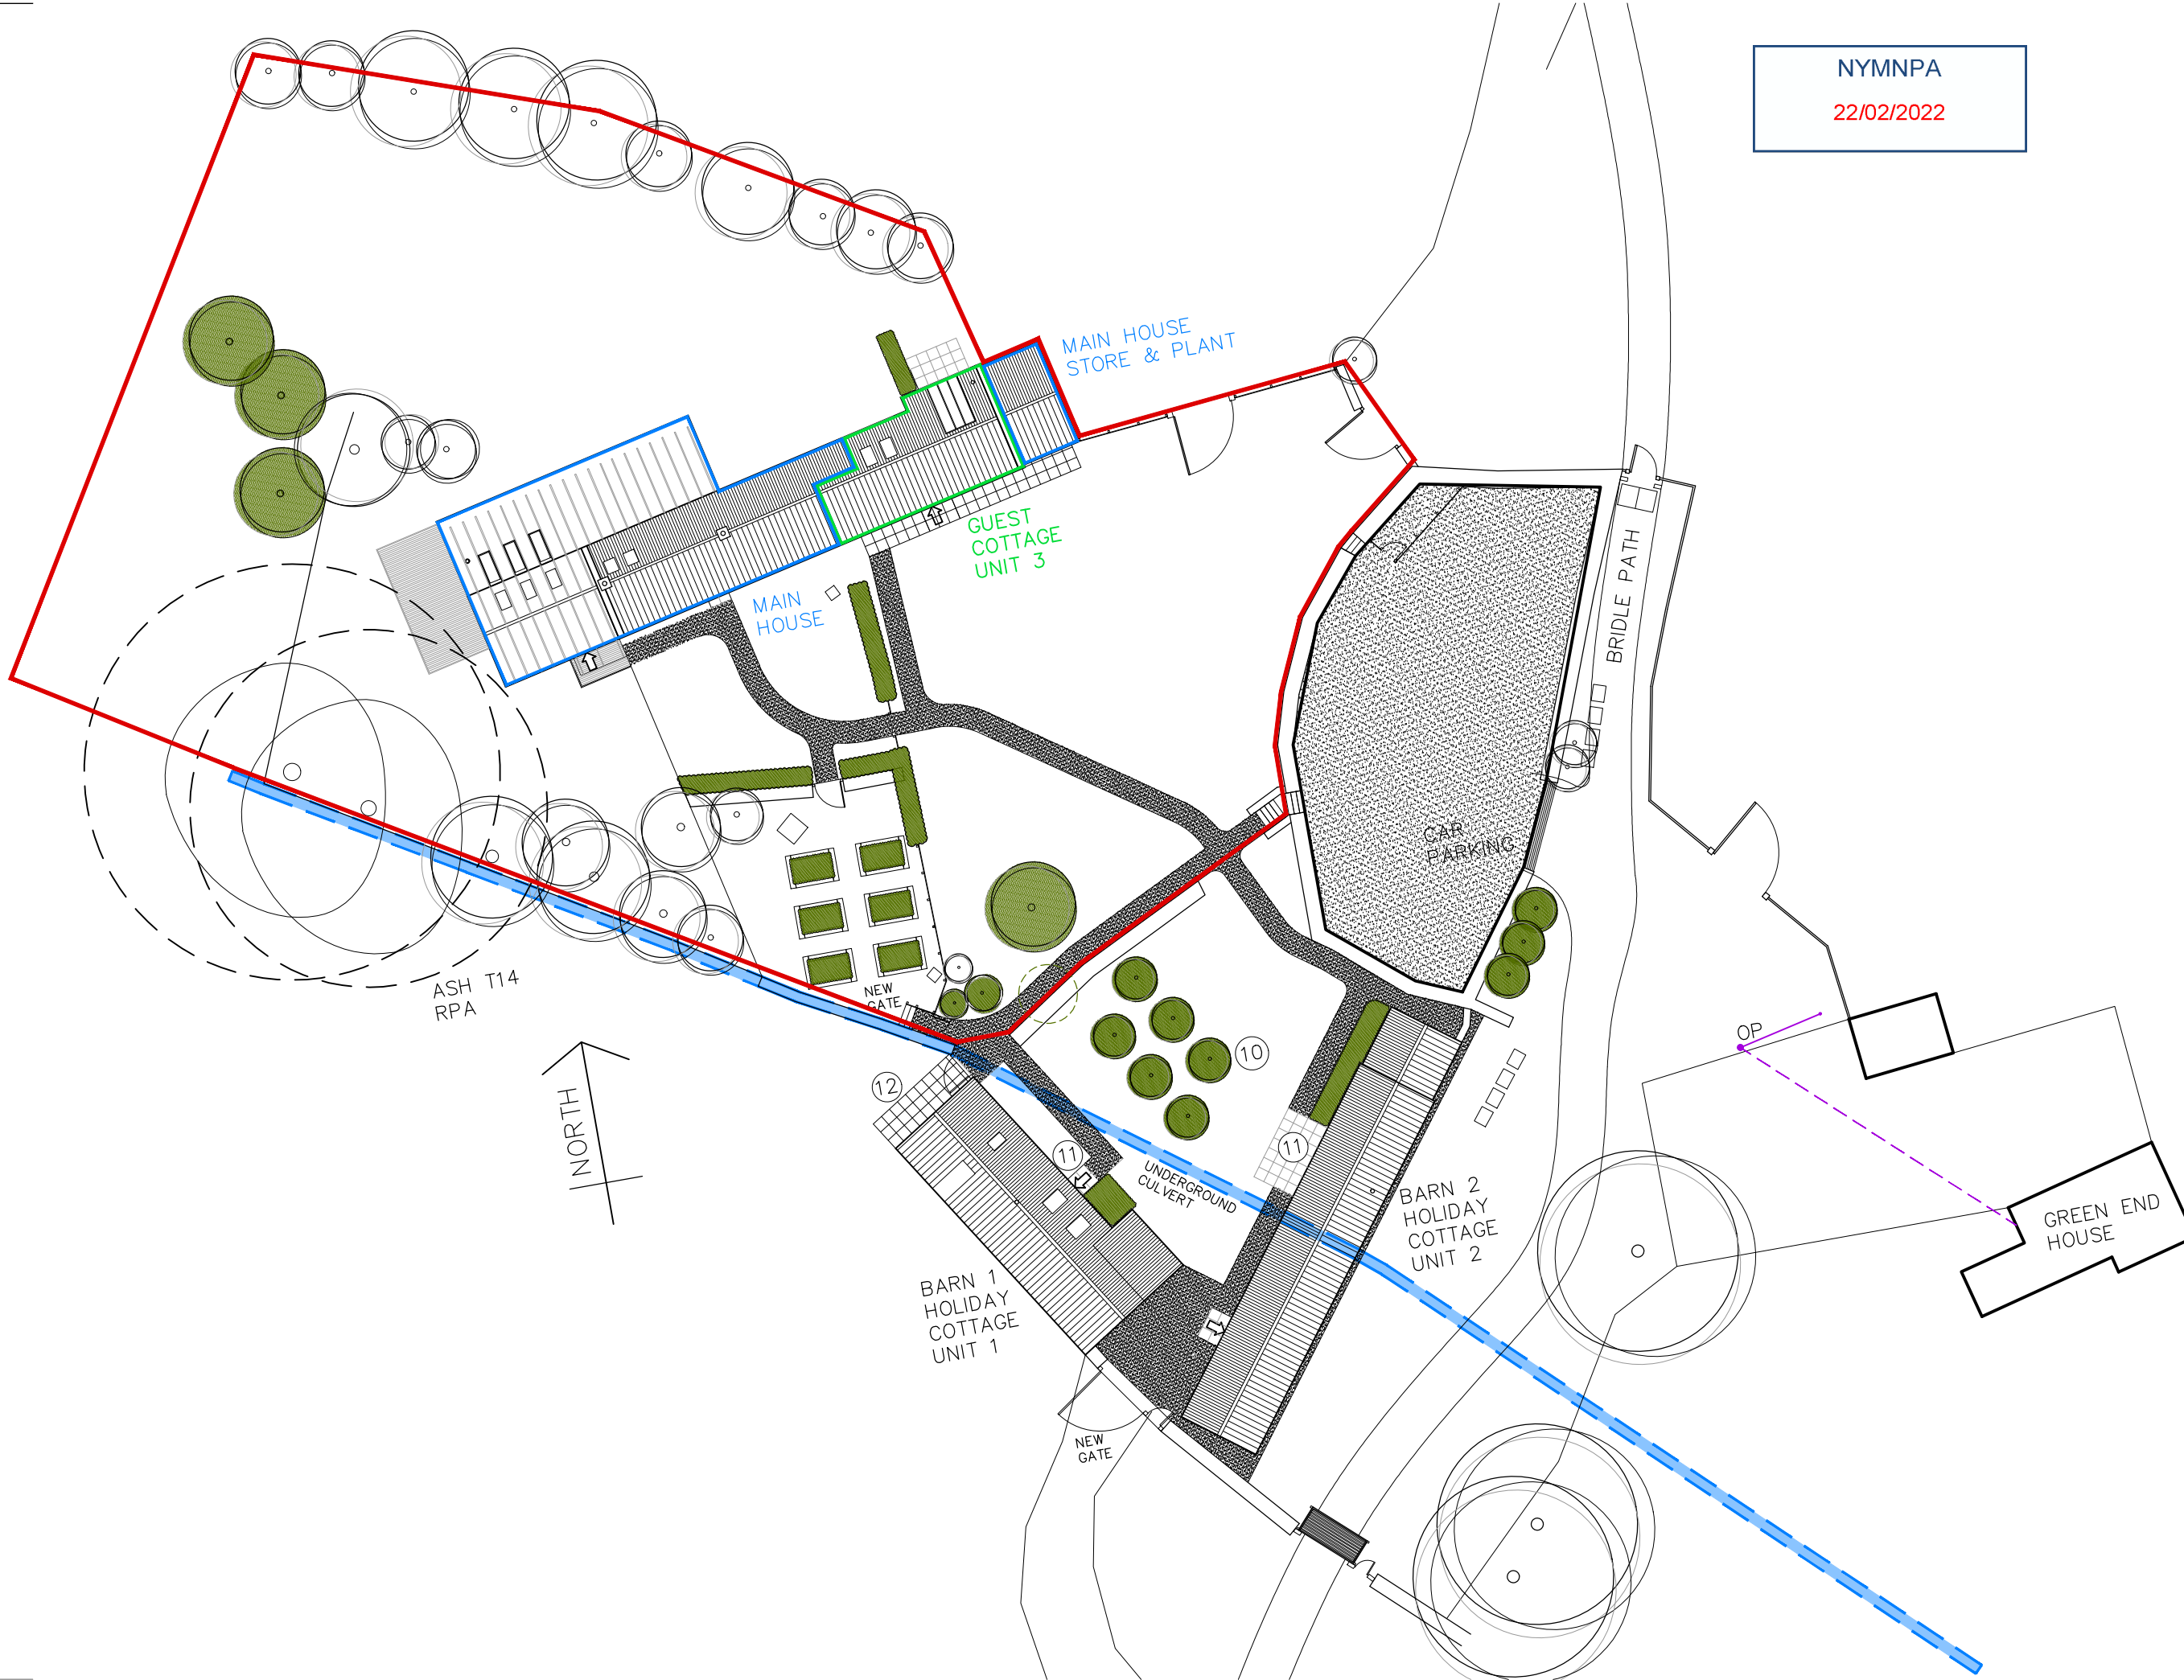 NYMNPA
22/02/2022
MAIN HOUSE
STORE & PLANT
GUEST
COTTAGE
UNIT 3
MAIN
HOUSE
BRIDLE PATH
CAR
PARKING
ASH T14
RPA
NEW
GATE
NORTH
12
11
10
11
UNDERGROUND
CULVERT
OP
GREEN END
HOUSE
BARN 2
HOLIDAY
COTTAGE
UNIT 2
BARN 1
HOLIDAY
COTTAGE
UNIT 1
NEW
GATE